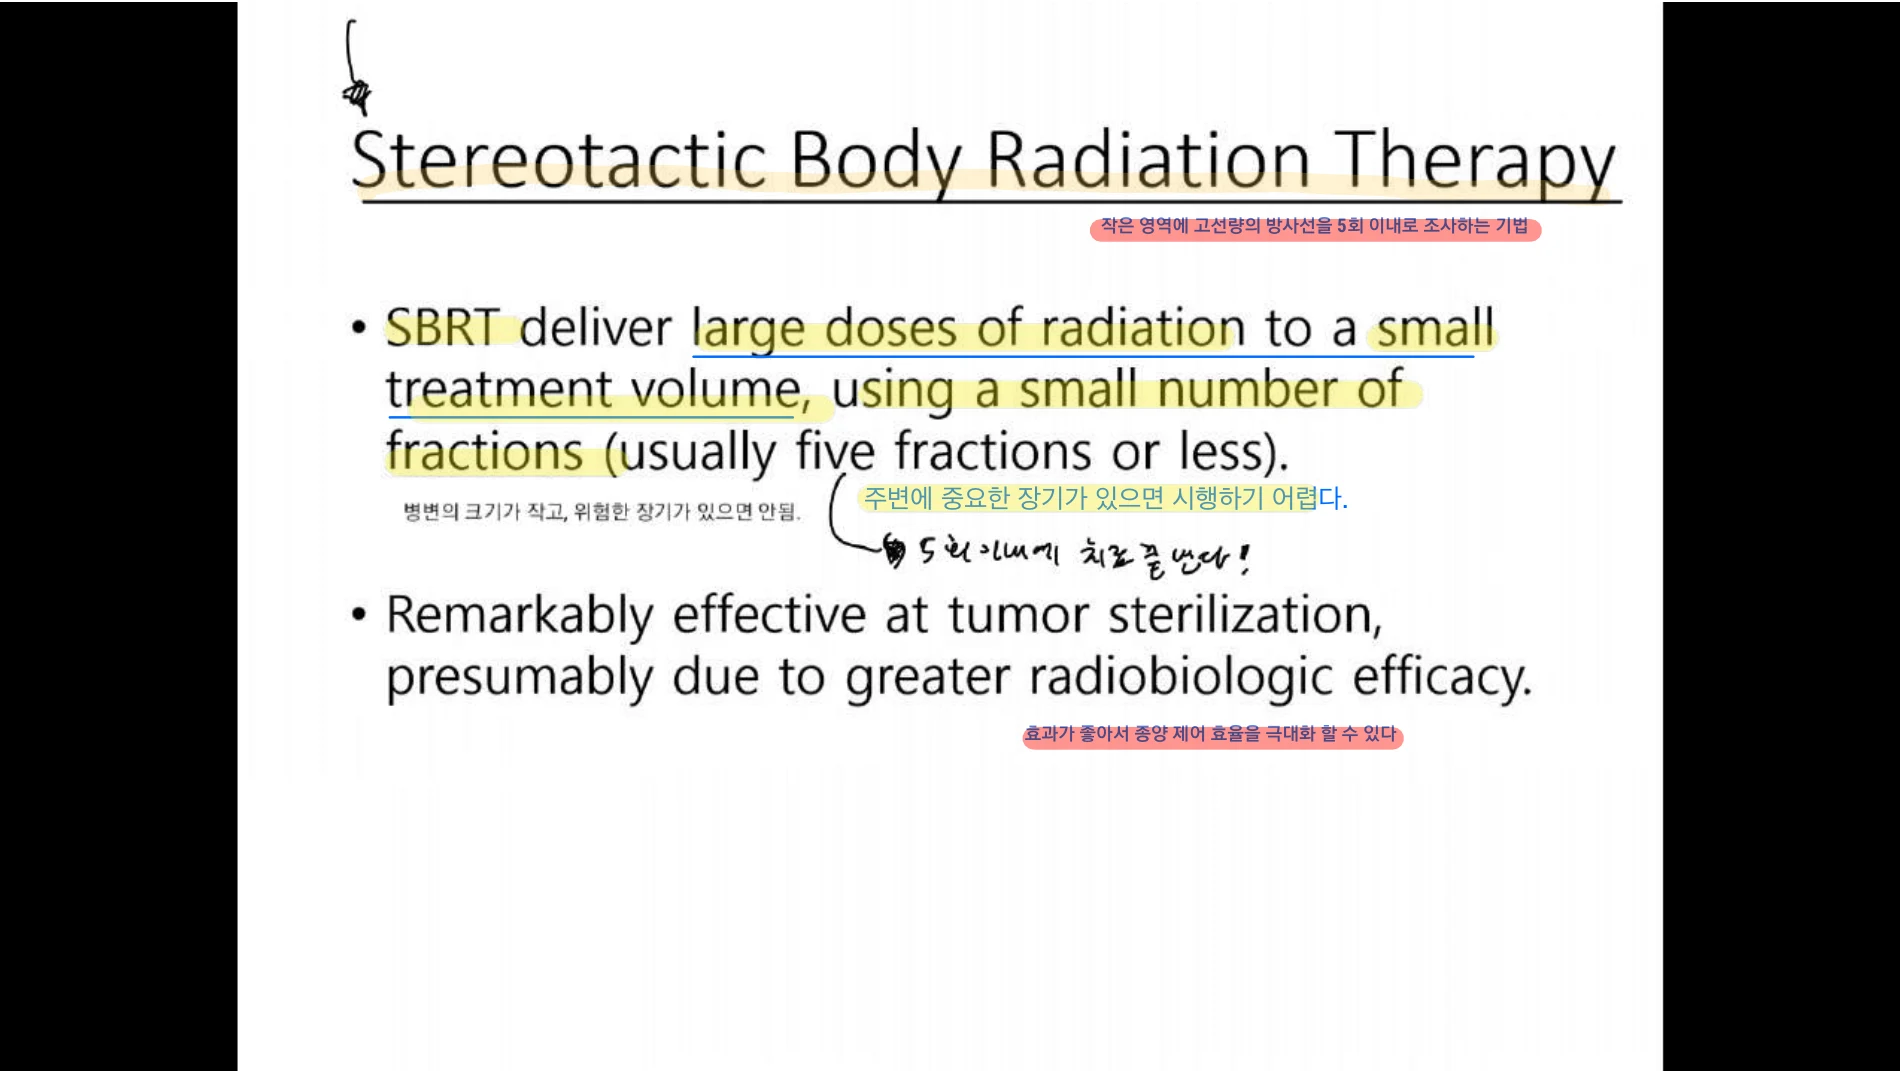 Stereotactic Body Radiation Therapy
작은 영역에 고선량의 방사선을 5회 이내로 조사하는 기법
• SBRT deliver large doses of radiation to a small
treatment volume, using a small number of
fractions (usually five fractions or less).
주변에 중요한 장기가 있으면 시행하기 어렵다.
병변의 크기가 작고, 위험한 장기가 있으면 안됨.
5회 이내에 치료 끝낸다!
• Remarkably effective at tumor sterilization,
presumably due to greater radiobiologic efficacy.
효과가 좋아서 종양 제어 효율을 극대화 할 수 있다